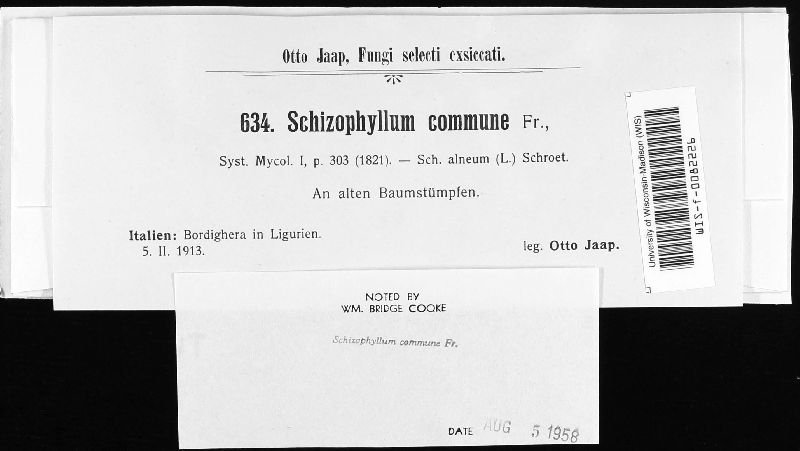 Otto Jaap, Fungi selecti exsiccati.
634. Schizophyllum commune Fr.,
Syst. Mycol. I, p. 303 (1821). — Sch. alneum (L.) Schroet.
An alten Baumstümpfen.
Italien: Bordighera in Ligurien.
5. II. 1913.
leg. Otto Jaap.
University of Wisconsin-Madison (WIS)
WIS-f-0082226
NOTED BY
WM. BRIDGE COOKE
Schizophyllum commune Fr.
DATE AUG 5 1958